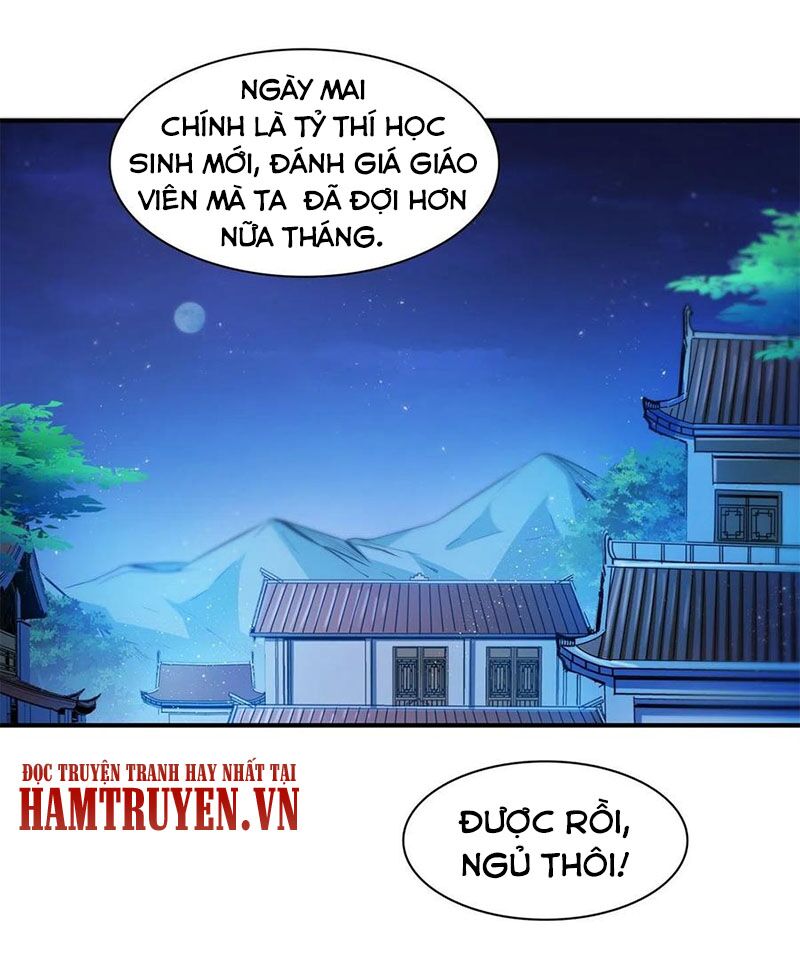 NGÀY MAI
CHÍNH LÀ TỶ THÍ HỌC
SINH MỚI, ĐÁNH GIÁ GIÁO
VIÊN MÀ TA ĐÃ ĐỢI HƠN
NỮA THÁNG.
ĐỌC TRUYỆN TRANH HAY NHẤT TẠI
HAMTRUYEN.VN
ĐƯỢC RỒI,
NGỦ THÔI!